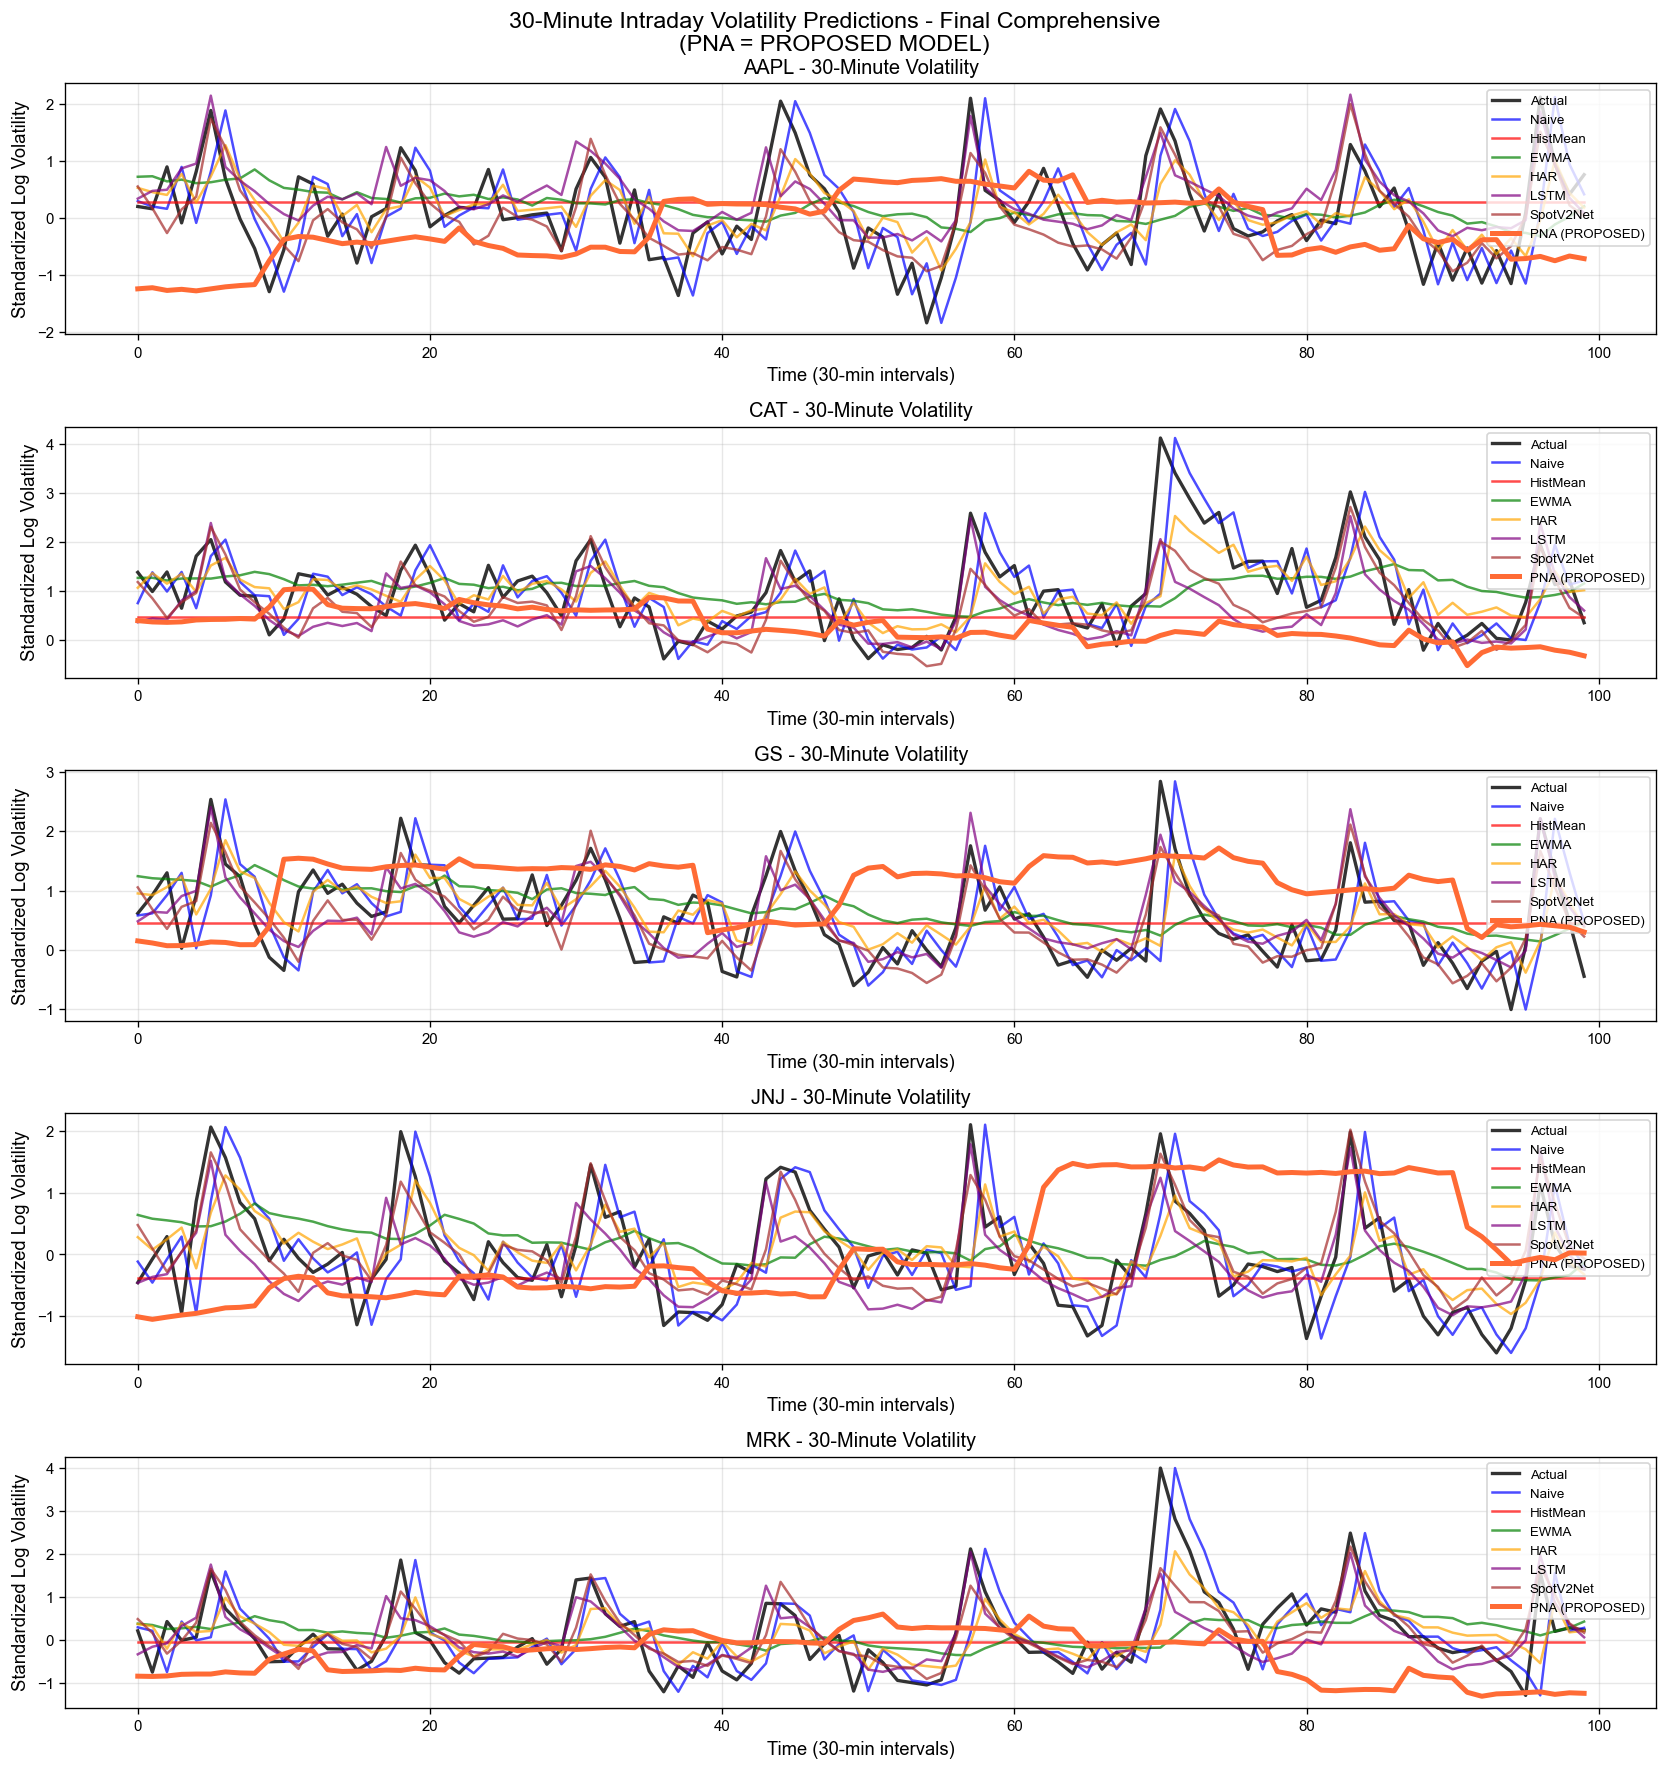 30-Minute Intraday Volatility Predictions - Final Comprehensive
(PNA = PROPOSED MODEL)
AAPL - 30-Minute Volatility
Standardized Log Volatility
2
1
0
−1
−2
Actual
Naive
HistMean
EWMA
HAR
LSTM
SpotV2Net
PNA (PROPOSED)
0 20 40 60 80 100
Time (30-min intervals)
CAT - 30-Minute Volatility
Standardized Log Volatility
4
3
2
1
0
Actual
Naive
HistMean
EWMA
HAR
LSTM
SpotV2Net
PNA (PROPOSED)
0 20 40 60 80 100
Time (30-min intervals)
GS - 30-Minute Volatility
Standardized Log Volatility
3
2
1
0
−1
Actual
Naive
HistMean
EWMA
HAR
LSTM
SpotV2Net
PNA (PROPOSED)
0 20 40 60 80 100
Time (30-min intervals)
JNJ - 30-Minute Volatility
Standardized Log Volatility
2
1
0
−1
Actual
Naive
HistMean
EWMA
HAR
LSTM
SpotV2Net
PNA (PROPOSED)
0 20 40 60 80 100
Time (30-min intervals)
MRK - 30-Minute Volatility
Standardized Log Volatility
4
3
2
1
0
−1
Actual
Naive
HistMean
EWMA
HAR
LSTM
SpotV2Net
PNA (PROPOSED)
0 20 40 60 80 100
Time (30-min intervals)